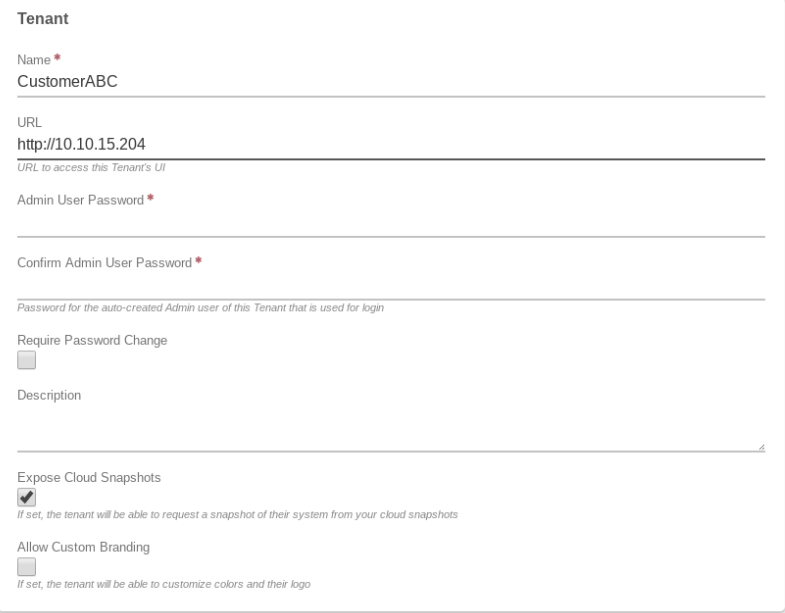 Tenant
Name *
CustomerABC
URL
http://10.10.15.204
URL to access this Tenant's UI
Admin User Password *
Confirm Admin User Password *
Password for the auto-created Admin user of this Tenant that is used for login
Require Password Change
Description
Expose Cloud Snapshots
If set, the tenant will be able to request a snapshot of their system from your cloud snapshots
Allow Custom Branding
If set, the tenant will be able to customize colors and their logo